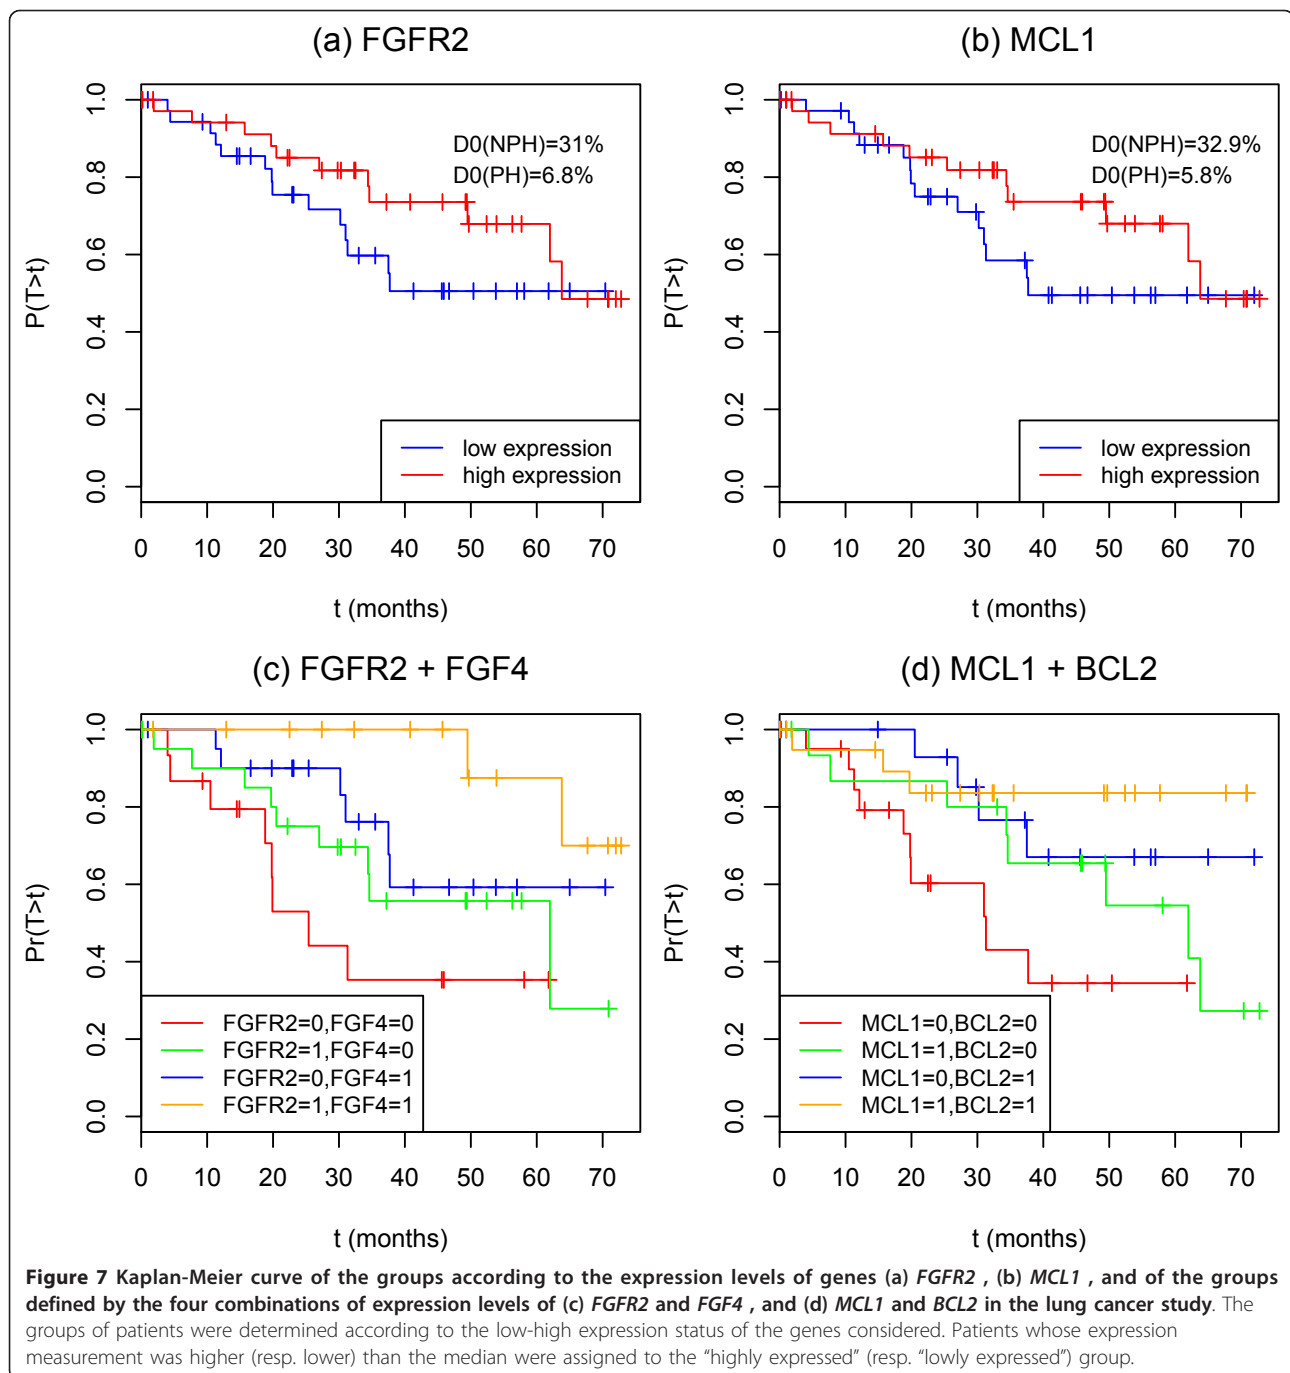 (a) FGFR2
P(T>t)
1.0
0.8
0.6
0.4
0.2
0.0
D0(NPH)=31%
D0(PH)=6.8%
low expression
high expression
0 10 20 30 40 50 60 70
t (months)
(b) MCL1
P(T>t)
1.0
0.8
0.6
0.4
0.2
0.0
D0(NPH)=32.9%
D0(PH)=5.8%
low expression
high expression
0 10 20 30 40 50 60 70
t (months)
(c) FGFR2 + FGF4
Pr(T>t)
1.0
0.8
0.6
0.4
0.2
0.0
FGFR2=0,FGF4=0
FGFR2=1,FGF4=0
FGFR2=0,FGF4=1
FGFR2=1,FGF4=1
0 10 20 30 40 50 60 70
t (months)
(d) MCL1 + BCL2
Pr(T>t)
1.0
0.8
0.6
0.4
0.2
0.0
MCL1=0,BCL2=0
MCL1=1,BCL2=0
MCL1=0,BCL2=1
MCL1=1,BCL2=1
0 10 20 30 40 50 60 70
t (months)
Figure 7 Kaplan-Meier curve of the groups according to the expression levels of genes (a) FGFR2 , (b) MCL1 , and of the groups
defined by the four combinations of expression levels of (c) FGFR2 and FGF4 , and (d) MCL1 and BCL2 in the lung cancer study. The
groups of patients were determined according to the low-high expression status of the genes considered. Patients whose expression
measurement was higher (resp. lower) than the median were assigned to the “highly expressed” (resp. “lowly expressed”) group.